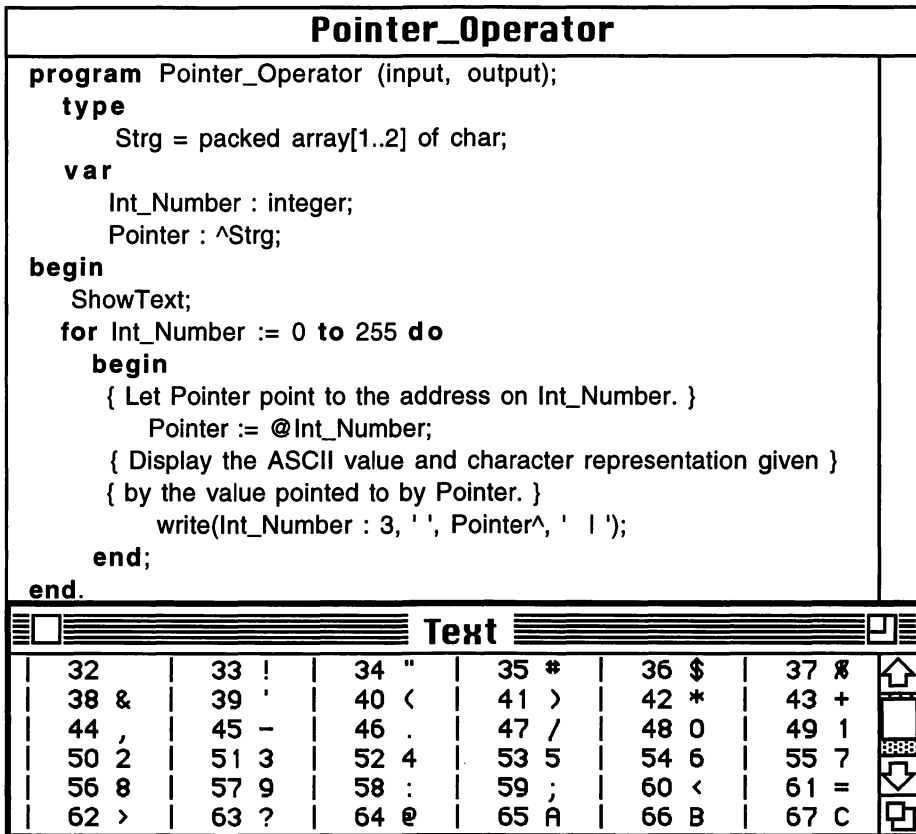 Pointer_Operator
program Pointer_Operator (input, output);
type
Strg = packed array[1..2] of char;
var
Int_Number : integer;
Pointer : ^Strg;
begin
ShowText;
for Int_Number := 0 to 255 do
begin
{ Let Pointer point to the address on Int_Number. }
Pointer := @Int_Number;
{ Display the ASCII value and character representation given }
{ by the value pointed to by Pointer. }
write(Int_Number : 3, ' ', Pointer^, ' | ');
end;
end.
Text
| 32 | 33 ! | 34 " | 35 # | 36 $ | 37 %
| 38 & | 39 ' | 40 ( | 41 ) | 42 * | 43 +
| 44 , | 45 - | 46 . | 47 / | 48 0 | 49 1
| 50 2 | 51 3 | 52 4 | 53 5 | 54 6 | 55 7
| 56 8 | 57 9 | 58 : | 59 ; | 60 < | 61 =
| 62 > | 63 ? | 64 @ | 65 A | 66 B | 67 C